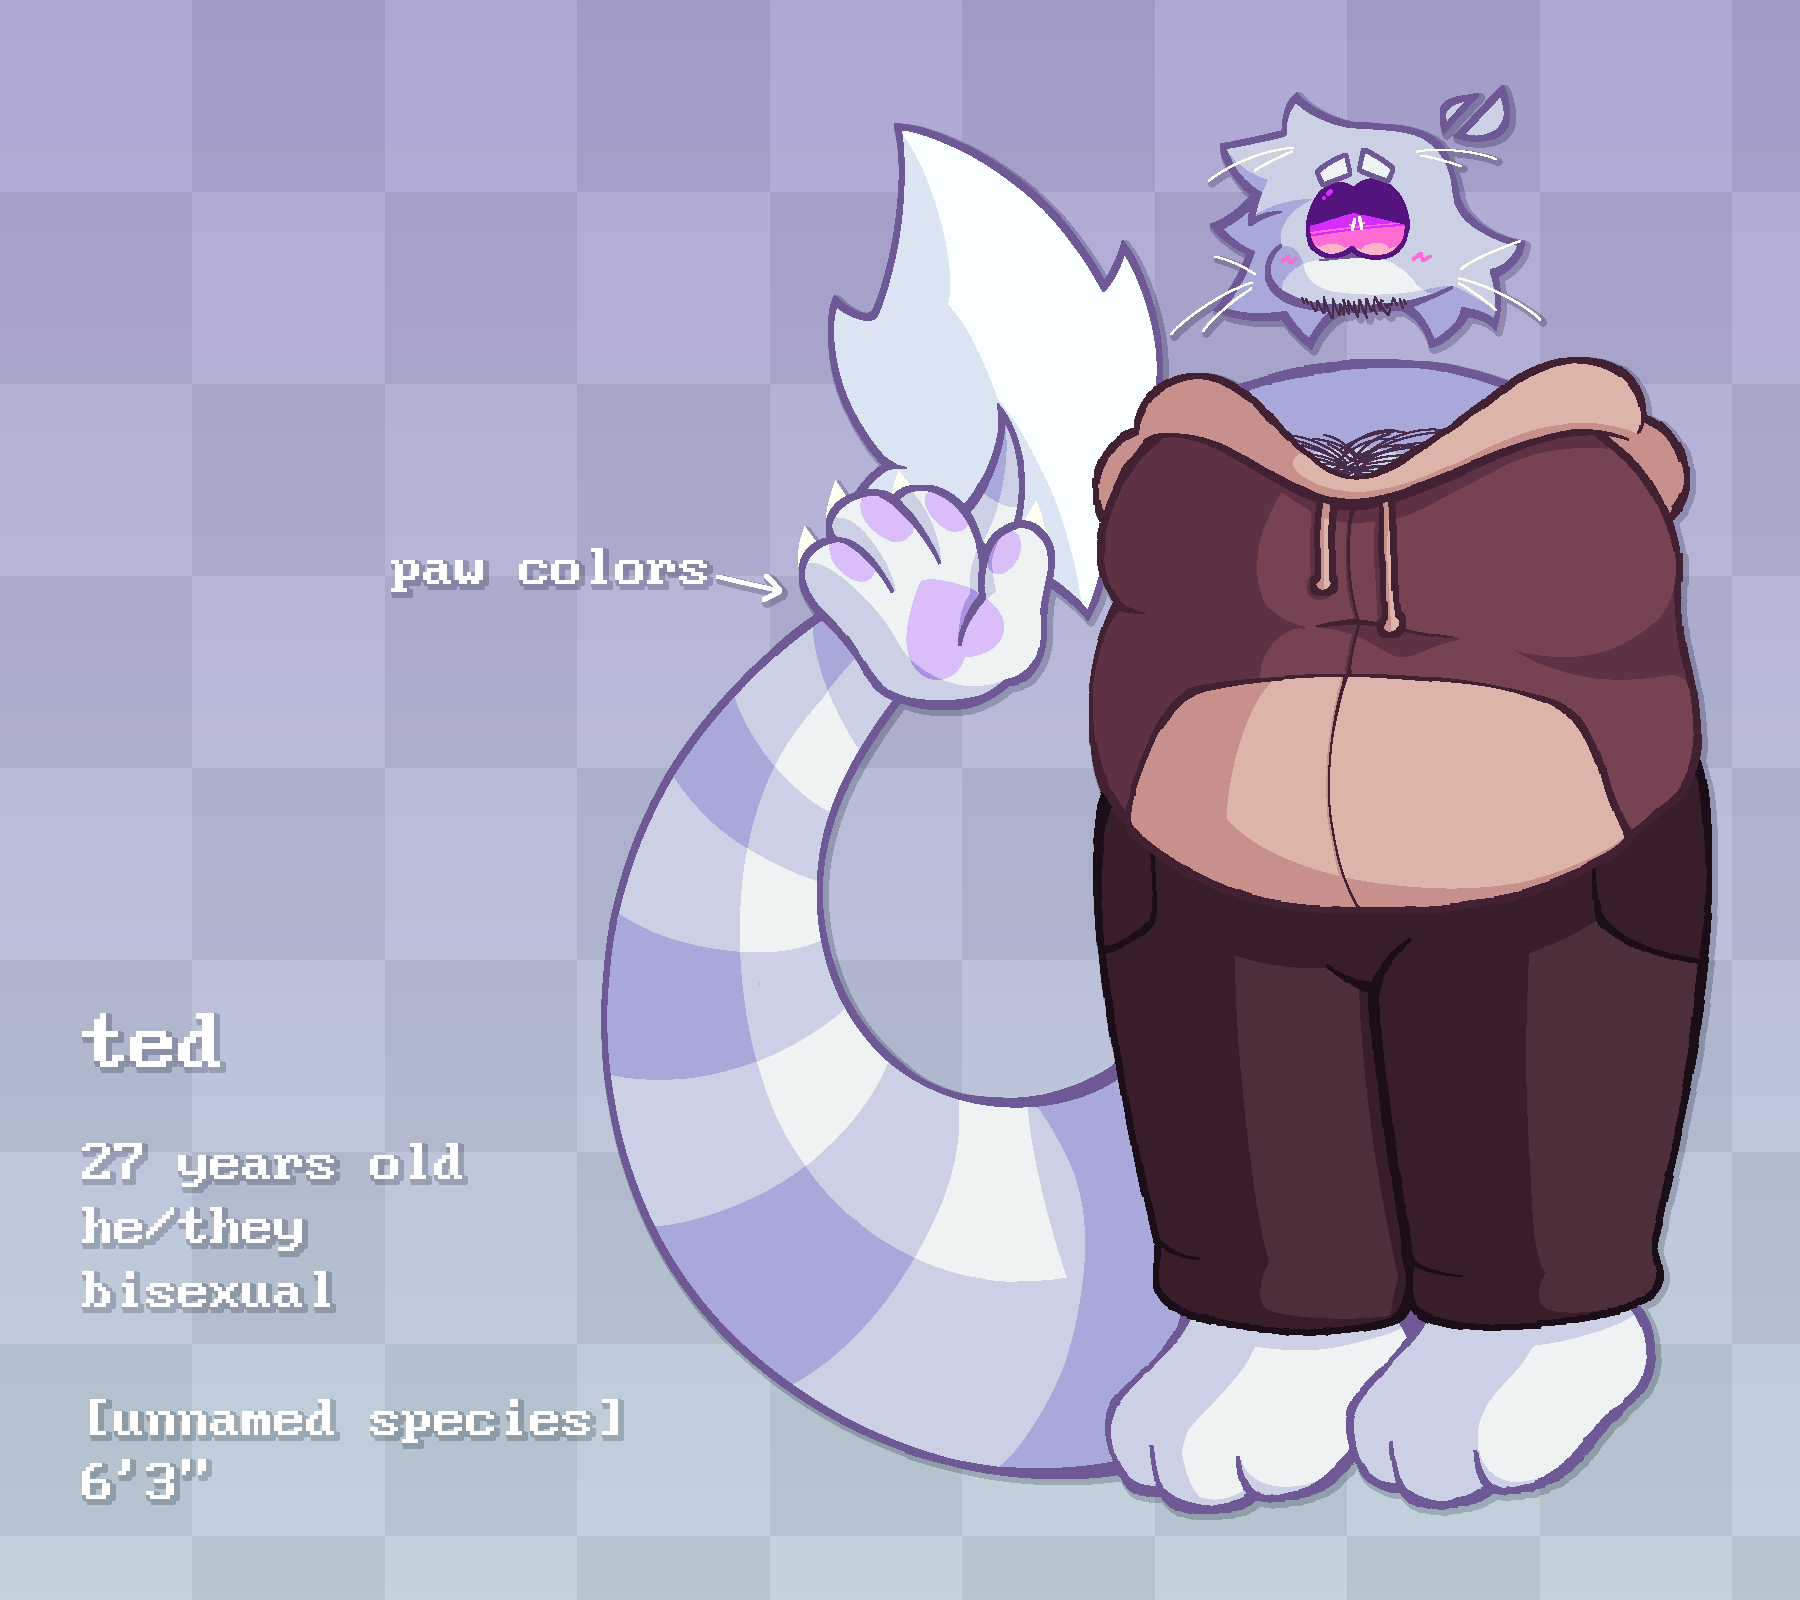 paw colors
ted
27 years old
he/they
bisexual
[unnamed species]
6'3"